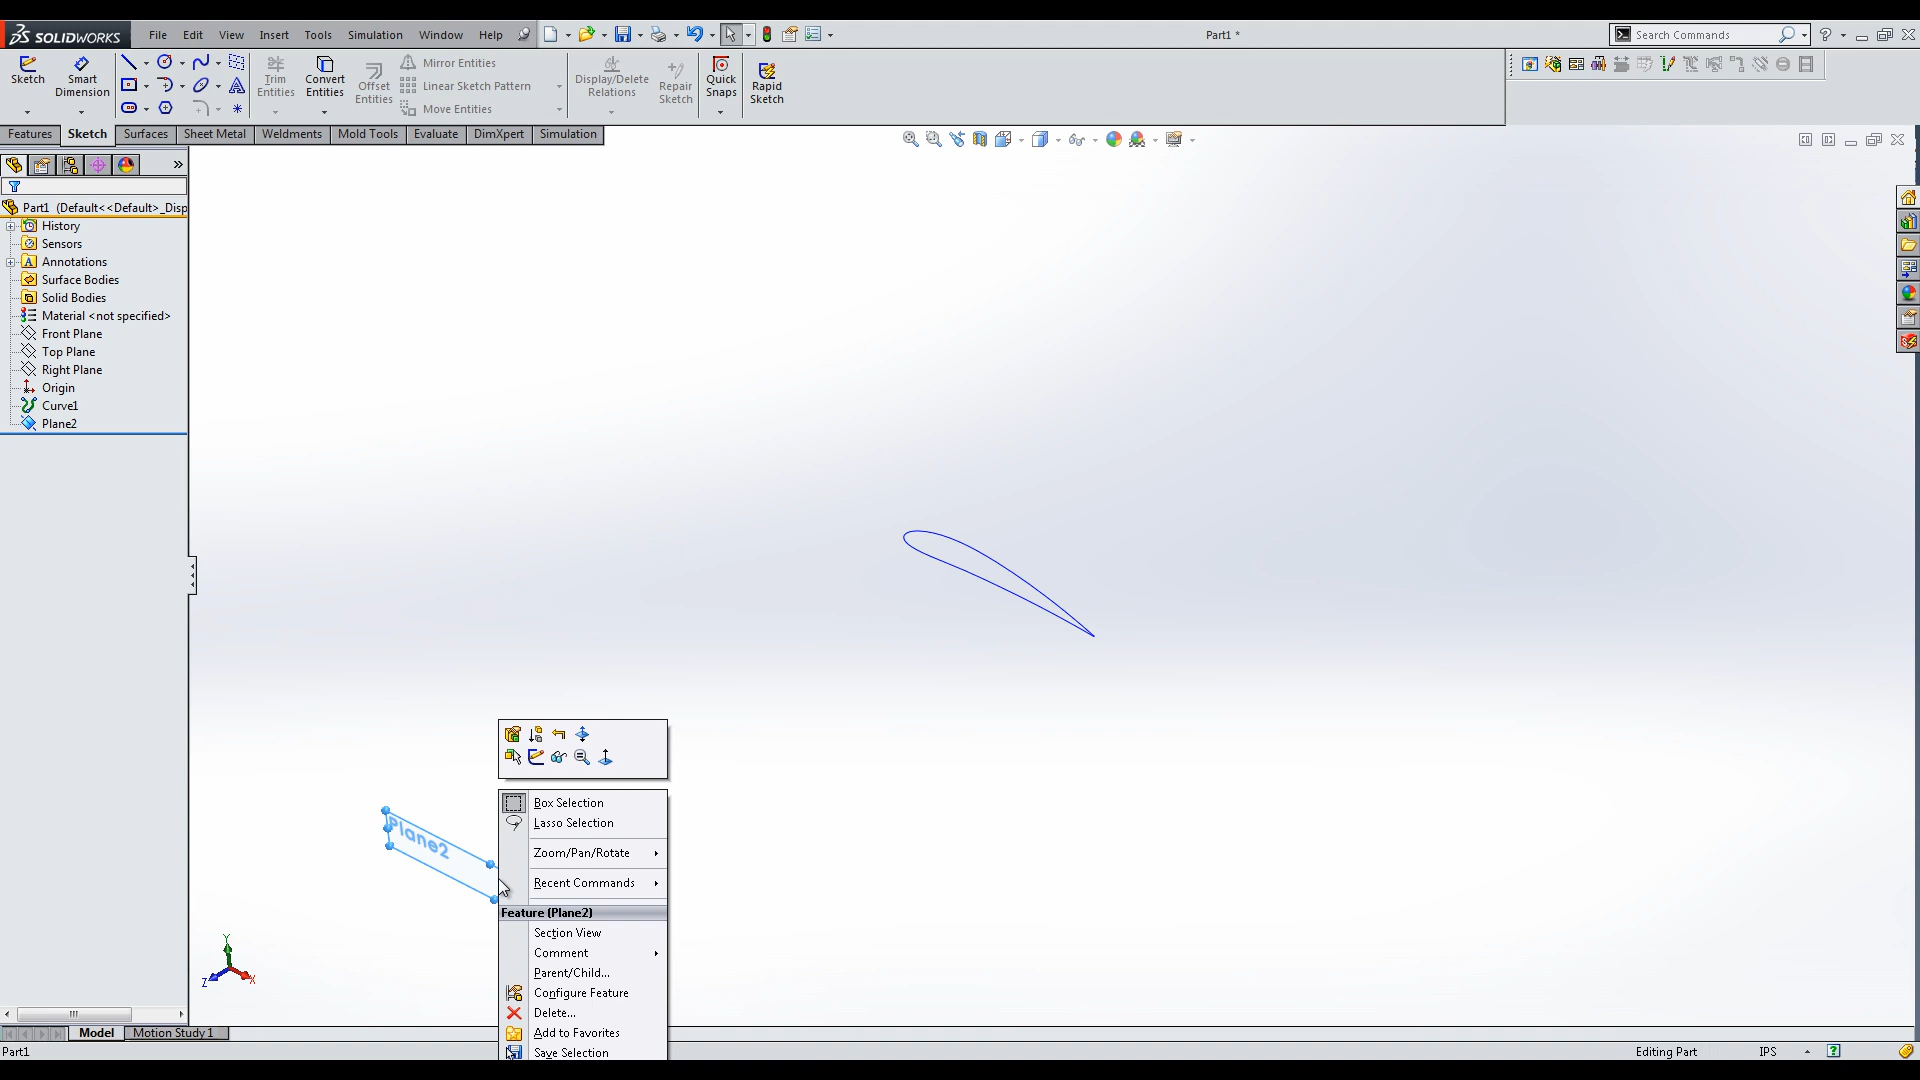 SOLIDWORKS File Edit View Insert Tools Simulation Window Help Part1 * Search Commands
Sketch Smart Dimension Trim Entities Convert Entities Offset Entities Mirror Entities Linear Sketch Pattern Move Entities Display/Delete Relations Repair Sketch Quick Snaps Rapid Sketch
Features Sketch Surfaces Sheet Metal Weldments Mold Tools Evaluate DimXpert Simulation
Part1 (Default<<Default>_Disp
History
Sensors
Annotations
Surface Bodies
Solid Bodies
Material <not specified>
Front Plane
Top Plane
Right Plane
Origin
Curve1
Plane2
Plane2
Box Selection
Lasso Selection
Zoom/Pan/Rotate
Recent Commands
Feature (Plane2)
Section View
Comment
Parent/Child...
Configure Feature
Delete...
Add to Favorites
Save Selection
Y
Z X
Model Motion Study 1
Part1 Editing Part IPS